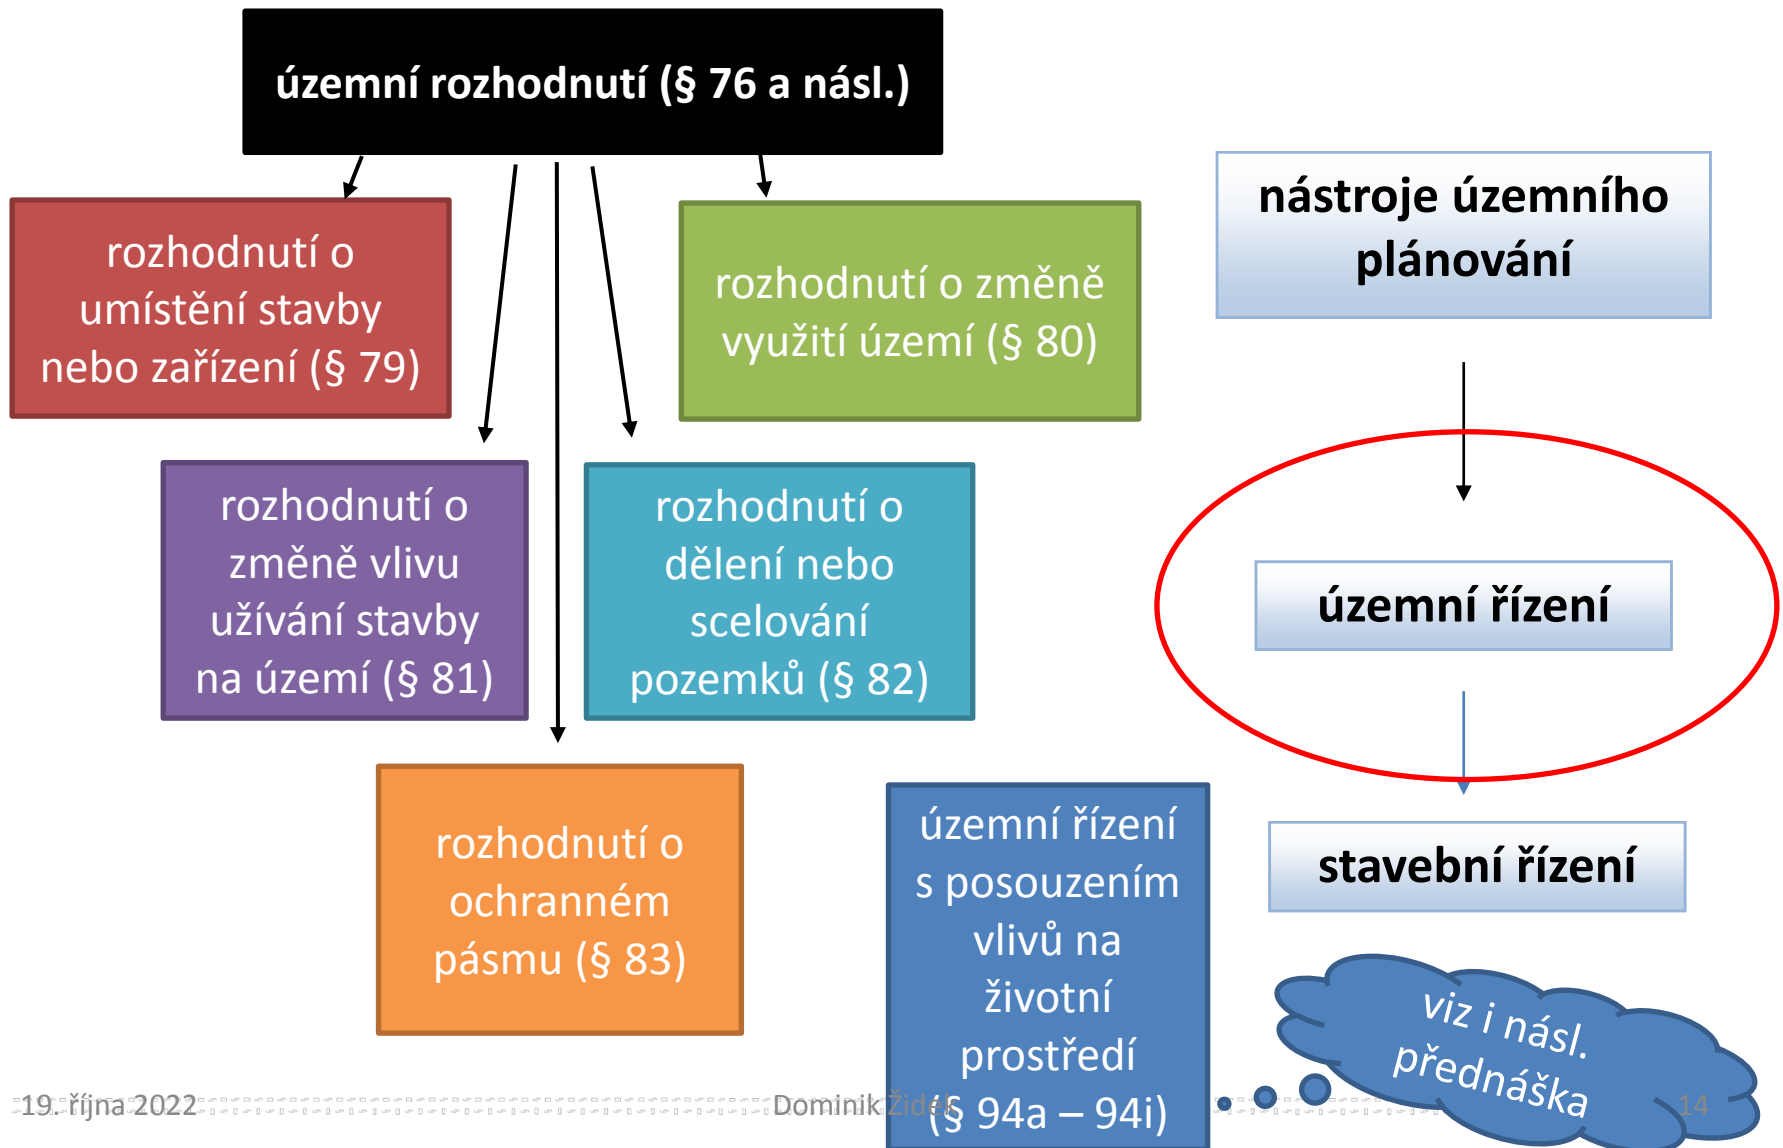 územní rozhodnutí (§ 76 a násl.)
rozhodnutí o
umístění stavby
nebo zařízení (§ 79)
rozhodnutí o změně
využití území (§ 80)
rozhodnutí o
změně vlivu
užívání stavby
na území (§ 81)
rozhodnutí o
dělení nebo
scelování
pozemků (§ 82)
rozhodnutí o
ochranném
pásmu (§ 83)
územní řízení
s posouzením
vlivů na
životní
prostředí
(§ 94a – 94i)
nástroje územního
plánování
územní řízení
stavební řízení
viz i násl.
přednáška
19. října 2022
Dominik Židek
14